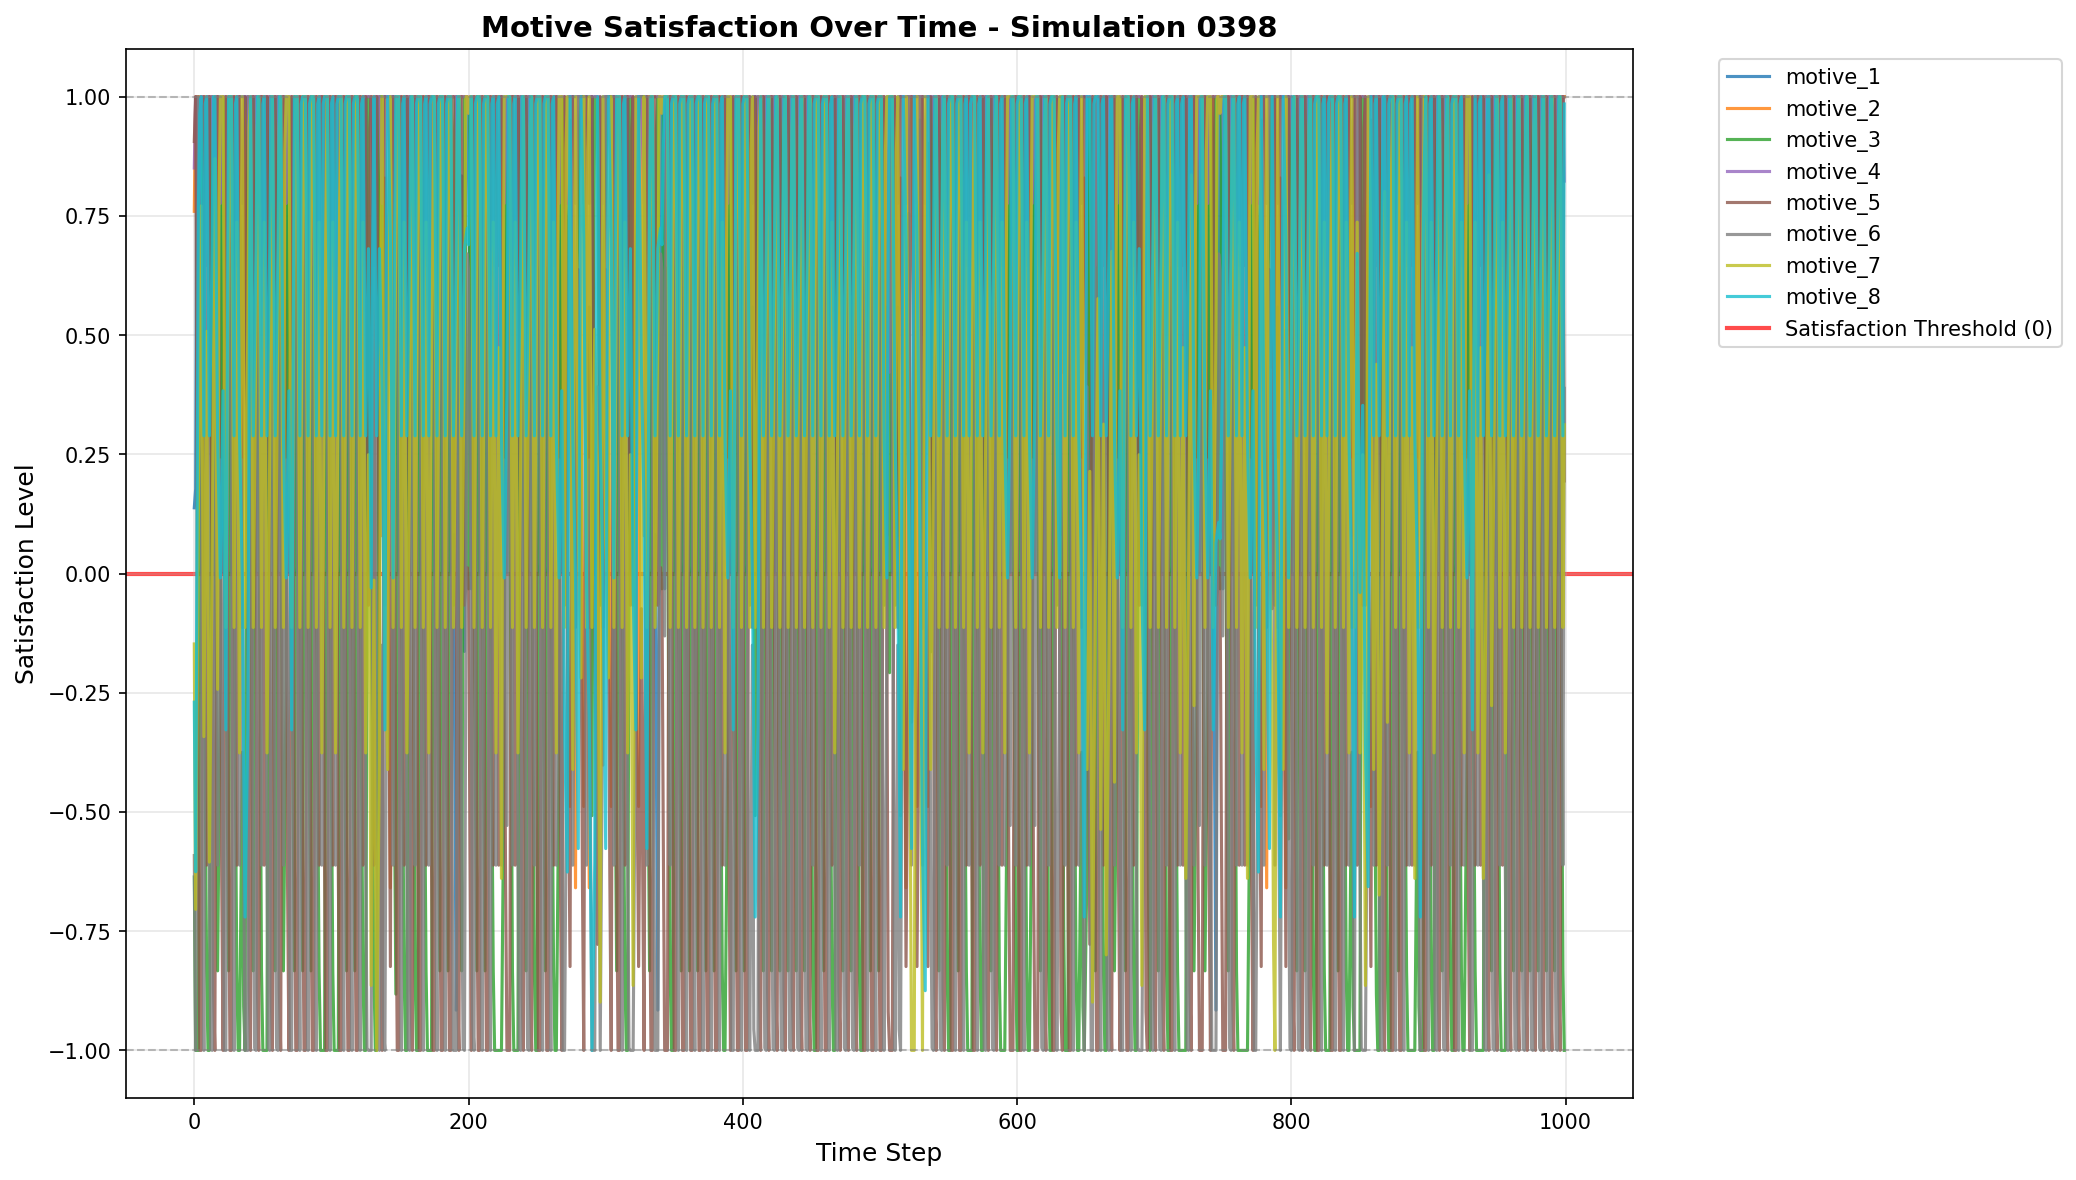 Motive Satisfaction Over Time - Simulation 0398
1.00
0.75
0.50
0.25
0.00
−0.25
−0.50
−0.75
−1.00
Satisfaction Level
0
200
400
600
800
1000
Time Step
motive_1
motive_2
motive_3
motive_4
motive_5
motive_6
motive_7
motive_8
Satisfaction Threshold (0)